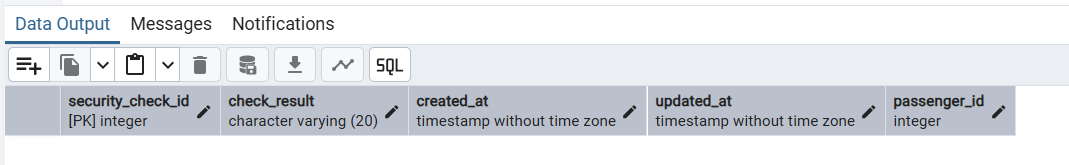 Data Output Messages Notifications
SQL
security_check_id check_result created_at updated_at passenger_id
[PK] integer character varying (20) timestamp without time zone timestamp without time zone integer